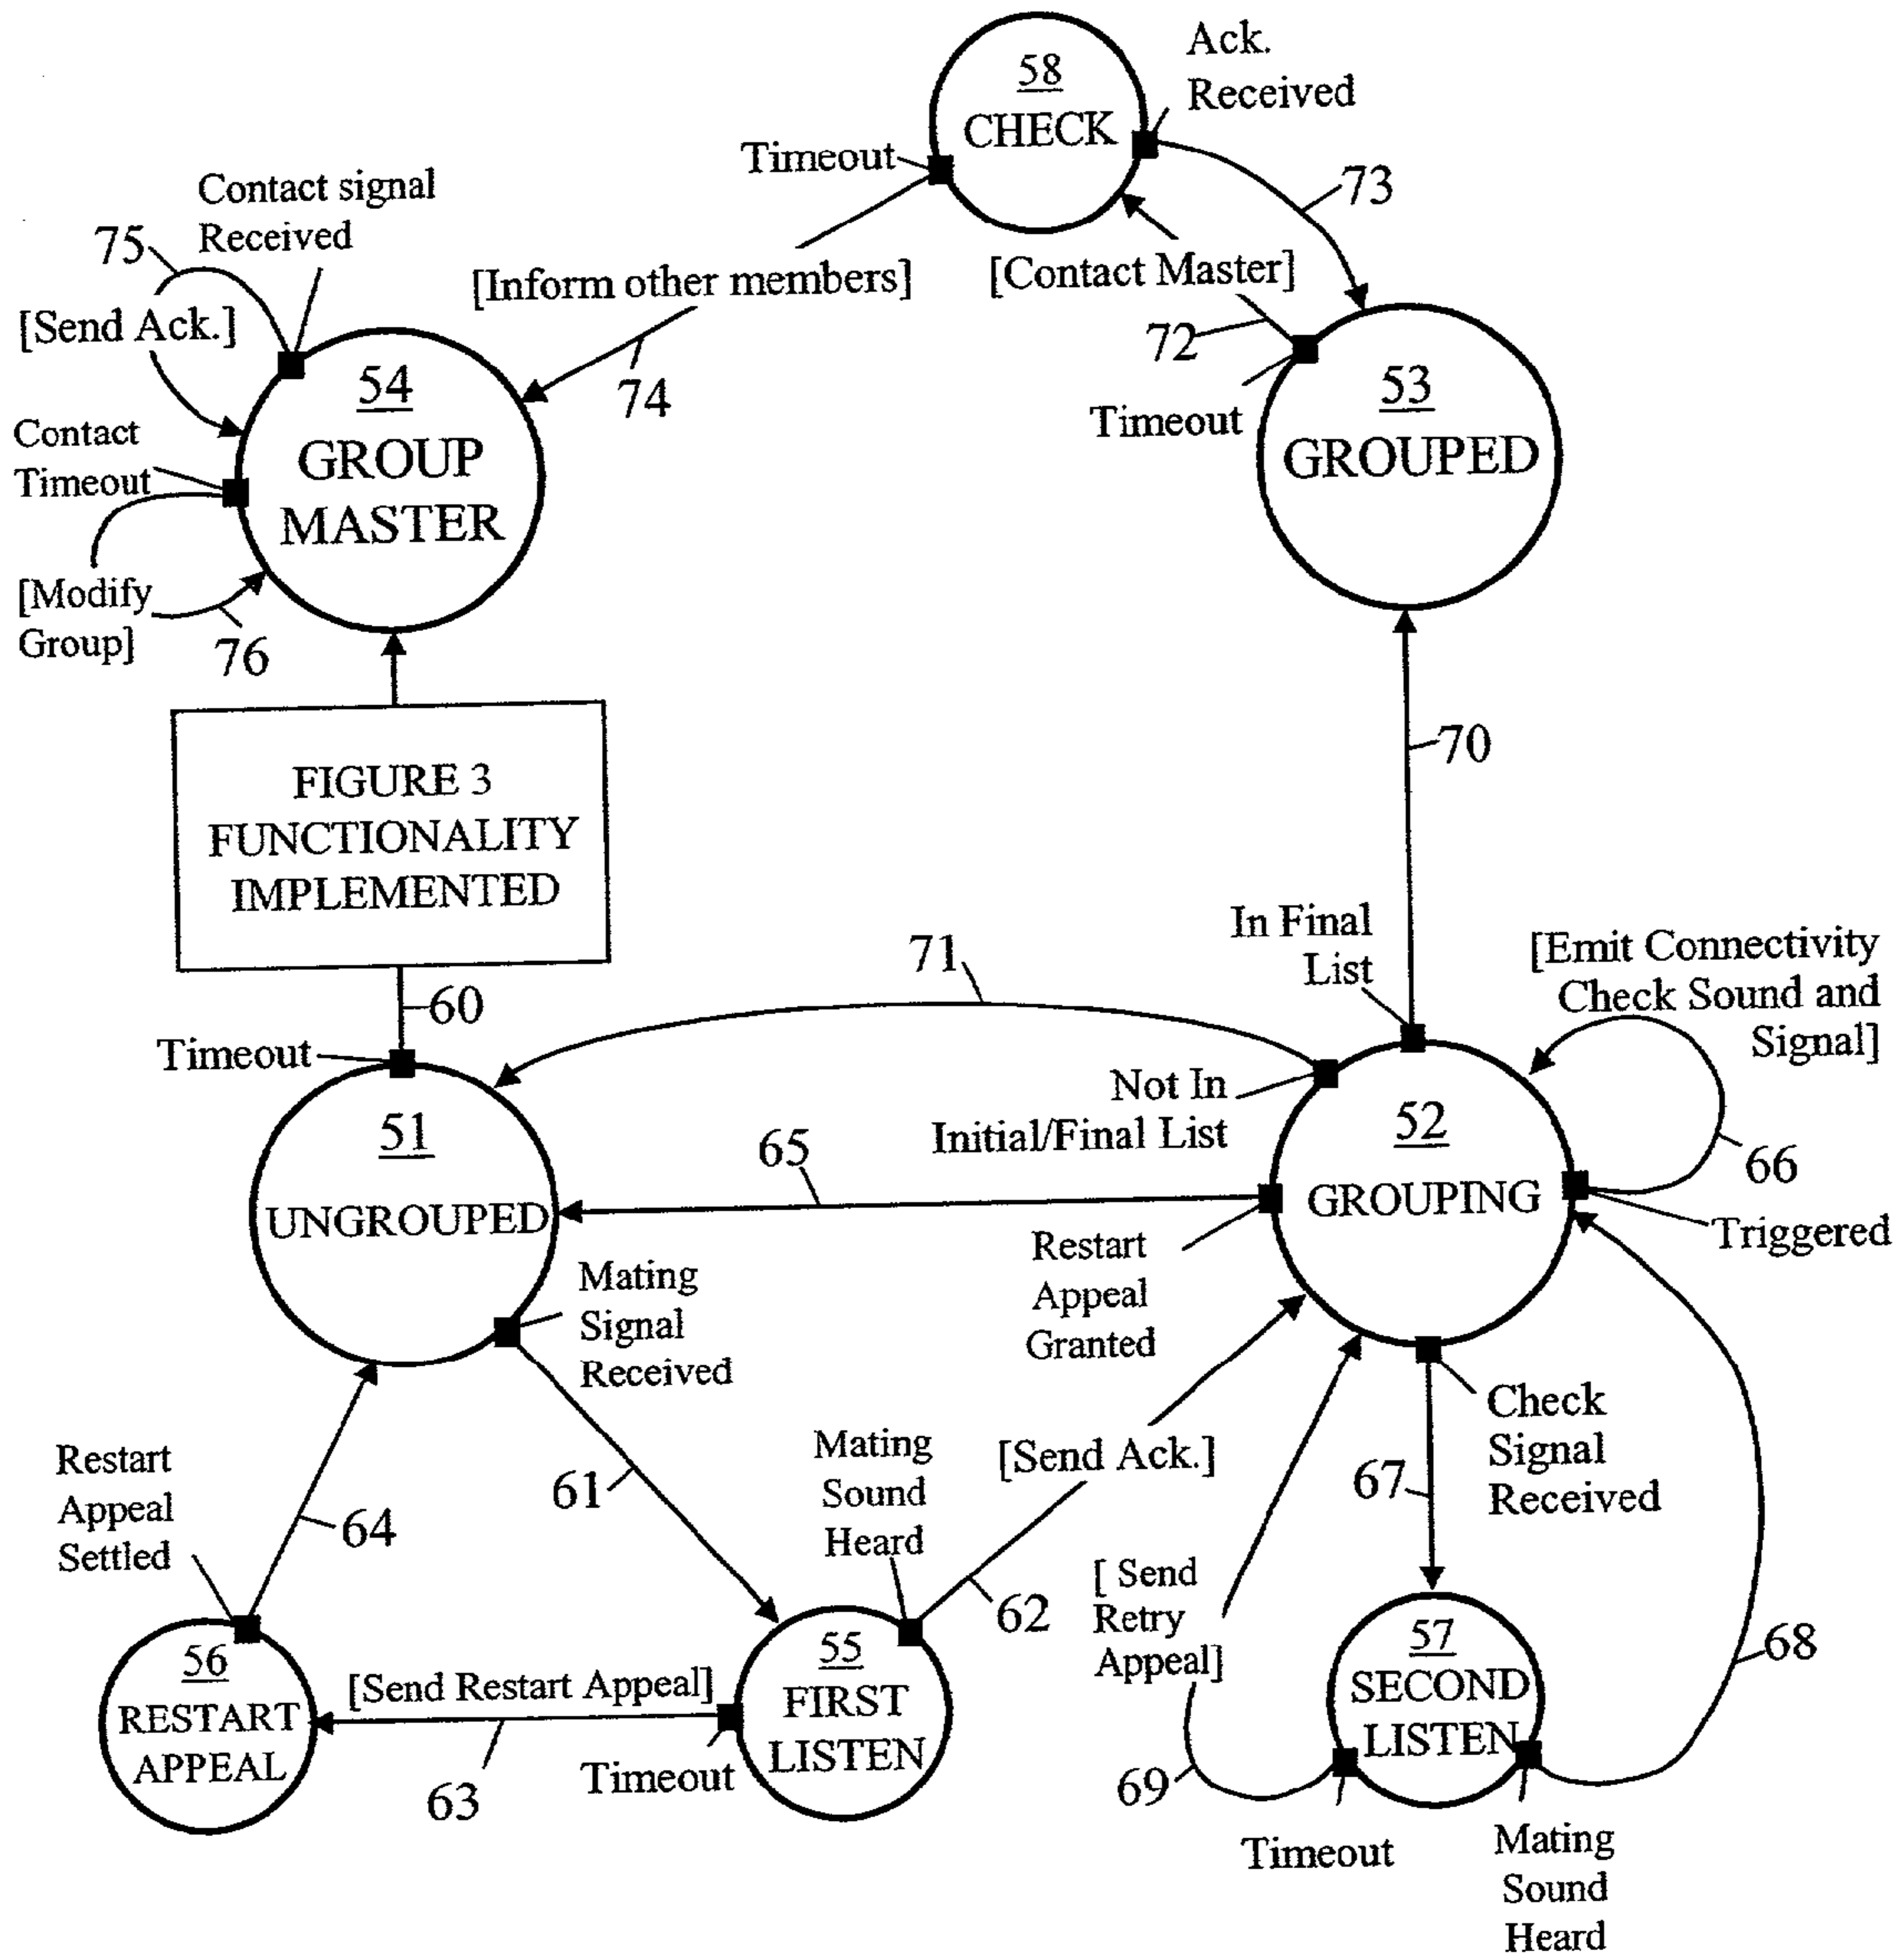 58
CHECK
Ack.
Received
Timeout
73
Contact signal
Received
75
[Send Ack.]
[Inform other members]
[Contact Master]
72
74
Timeout
54
GROUP
MASTER
53
GROUPED
Contact
Timeout
[Modify
Group]
76
FIGURE 3
FUNCTIONALITY
IMPLEMENTED
70
60
Timeout
71
In Final
List
[Emit Connectivity
Check Sound and
Signal]
Not In
Initial/Final List
51
UNGROUPED
65
52
GROUPING
66
Triggered
Restart
Appeal
Granted
Mating
Signal
Received
Check
Signal
Received
67
Restart
Appeal
Settled
64
61
Mating
Sound
Heard
[Send Ack.]
62
[ Send
Retry
Appeal]
68
56
RESTART
APPEAL
[Send Restart Appeal]
63
Timeout
55
FIRST
LISTEN
57
SECOND
LISTEN
69
Timeout
Mating
Sound
Heard